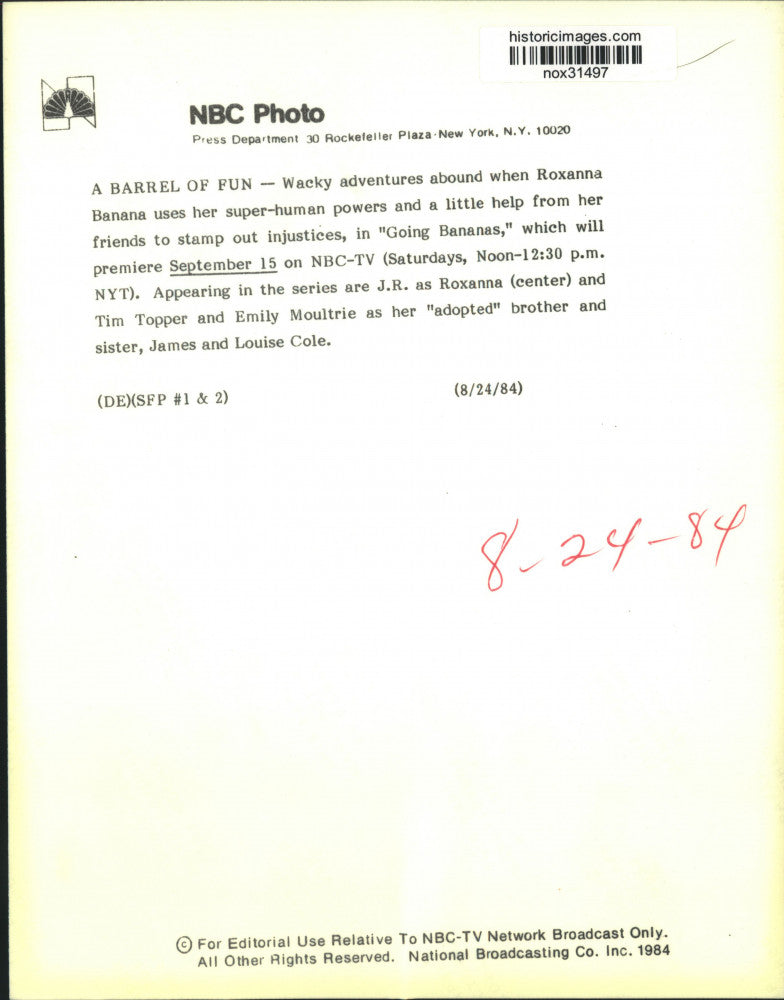 historicimages.com
nox31497
NBC Photo
Press Department 30 Rockefeller Plaza·New York, N.Y. 10020
A BARREL OF FUN — Wacky adventures abound when Roxanna
Banana uses her super-human powers and a little help from her
friends to stamp out injustices, in "Going Bananas," which will
premiere September 15 on NBC-TV (Saturdays, Noon-12:30 p.m.
NYT). Appearing in the series are J.R. as Roxanna (center) and
Tim Topper and Emily Moultrie as her "adopted" brother and
sister, James and Louise Cole.
(DE)(SFP #1 & 2) (8/24/84)
8-24-84
© For Editorial Use Relative To NBC-TV Network Broadcast Only.
All Other Rights Reserved. National Broadcasting Co. Inc. 1984